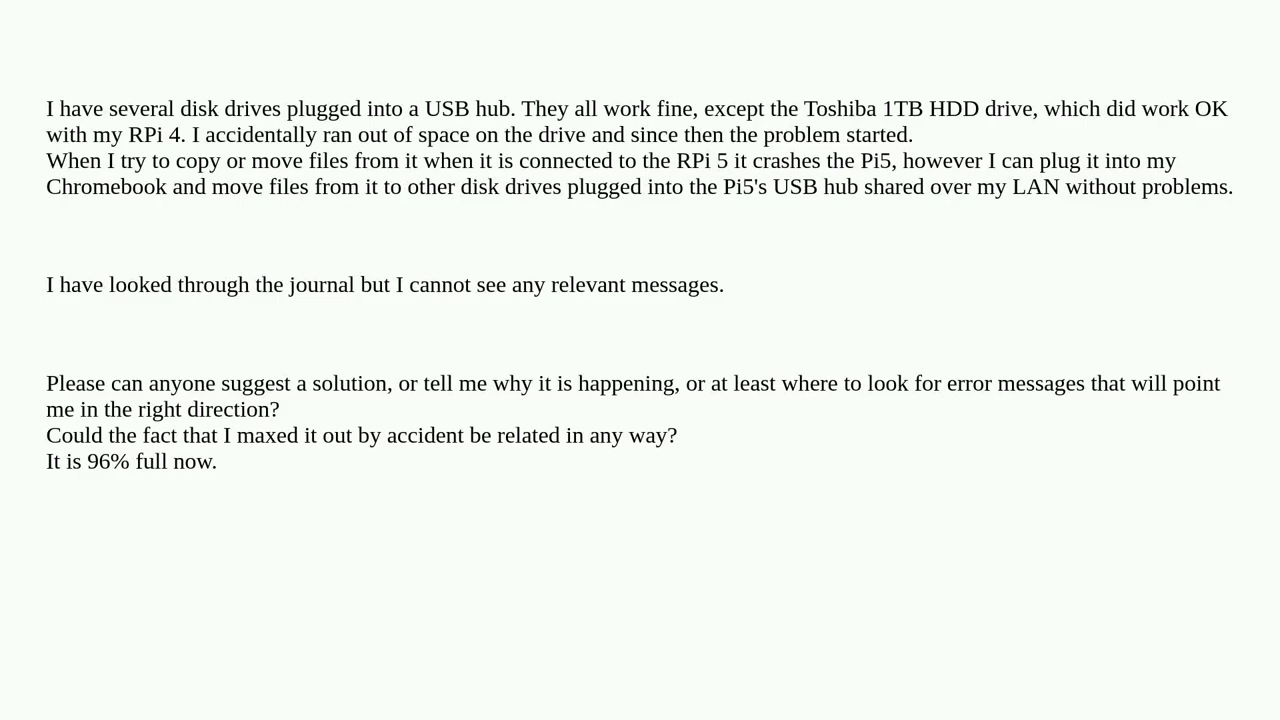 I have several disk drives plugged into a USB hub. They all work fine, except the Toshiba 1TB HDD drive, which did work OK
with my RPi 4. I accidentally ran out of space on the drive and since then the problem started.
When I try to copy or move files from it when it is connected to the RPi 5 it crashes the Pi5, however I can plug it into my
Chromebook and move files from it to other disk drives plugged into the Pi5's USB hub shared over my LAN without problems.
I have looked through the journal but I cannot see any relevant messages.
Please can anyone suggest a solution, or tell me why it is happening, or at least where to look for error messages that will point
me in the right direction?
Could the fact that I maxed it out by accident be related in any way?
It is 96% full now.